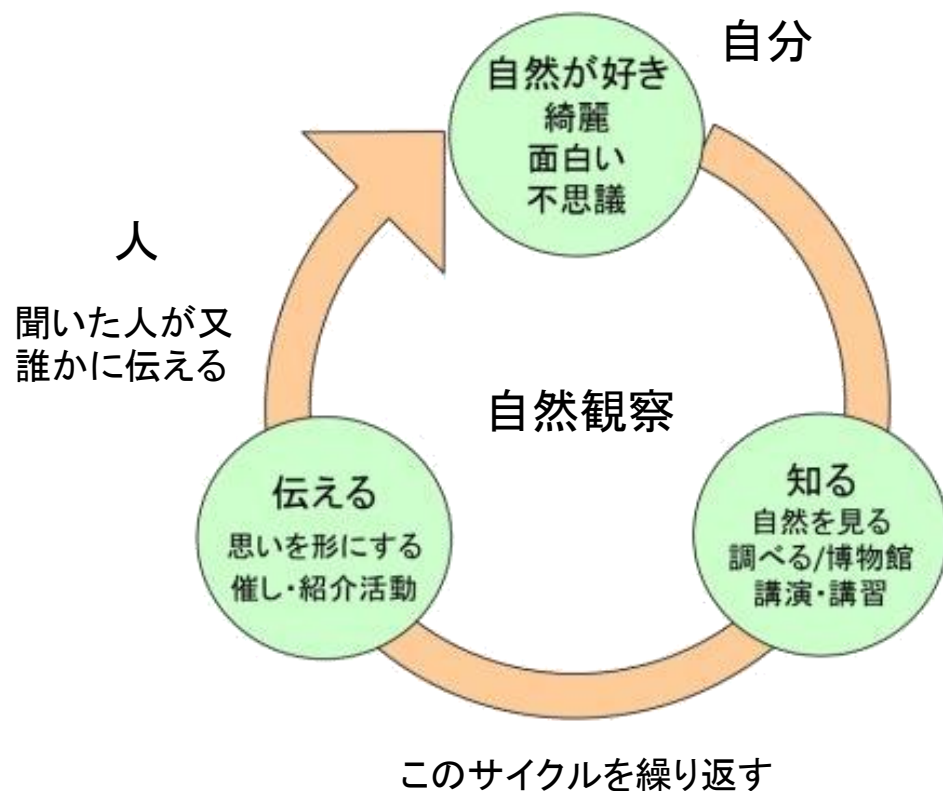 自分
自然が好き
綺麗
面白い
不思議
人
聞いた人が又
誰かに伝える
自然観察
知る
自然を見る
調べる/博物館
講演・講習
伝える
思いを形にする
催し・紹介活動
このサイクルを繰り返す